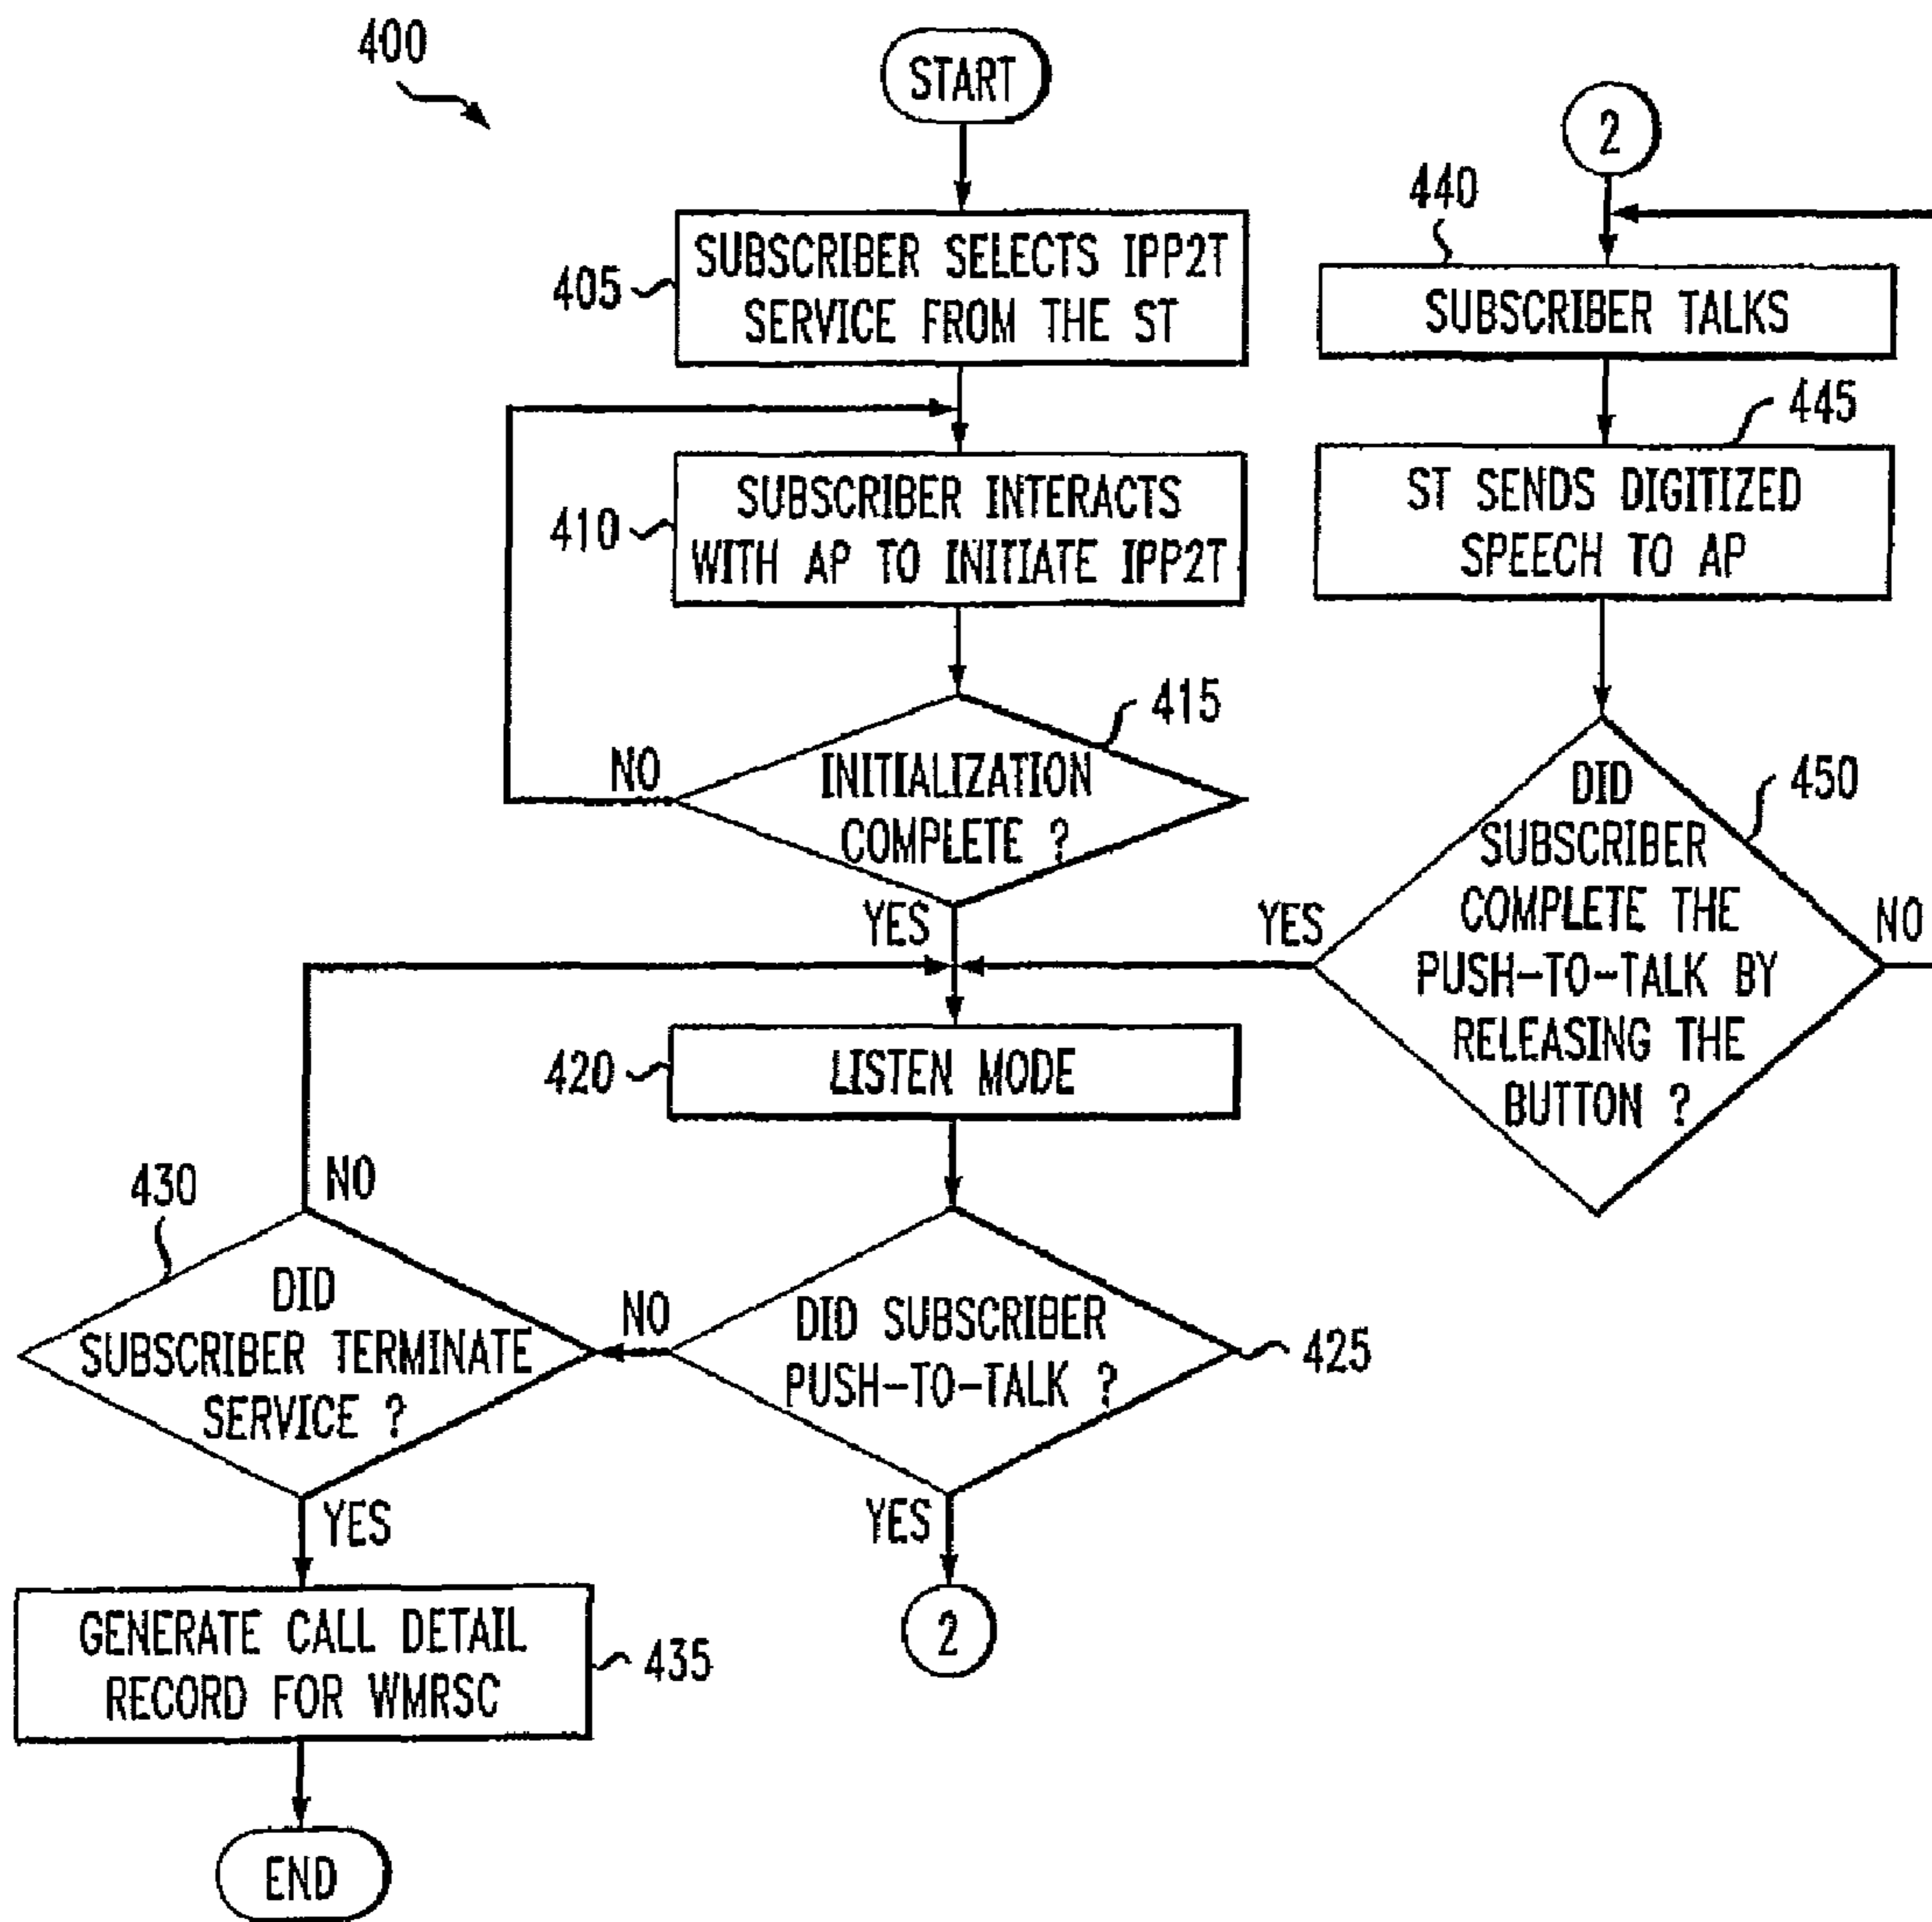 400
START
405
SUBSCRIBER SELECTS IPP2T
SERVICE FROM THE ST
410
SUBSCRIBER INTERACTS
WITH AP TO INITIATE IPP2T
415
INITIALIZATION
COMPLETE ?
NO
YES
420
LISTEN MODE
425
DID SUBSCRIBER
PUSH-TO-TALK ?
NO
YES
2
430
DID
SUBSCRIBER TERMINATE
SERVICE ?
NO
YES
GENERATE CALL DETAIL
RECORD FOR WMRSC
435
END
2
440
SUBSCRIBER TALKS
445
ST SENDS DIGITIZED
SPEECH TO AP
450
DID
SUBSCRIBER
COMPLETE THE
PUSH-TO-TALK BY
RELEASING THE
BUTTON ?
YES
NO